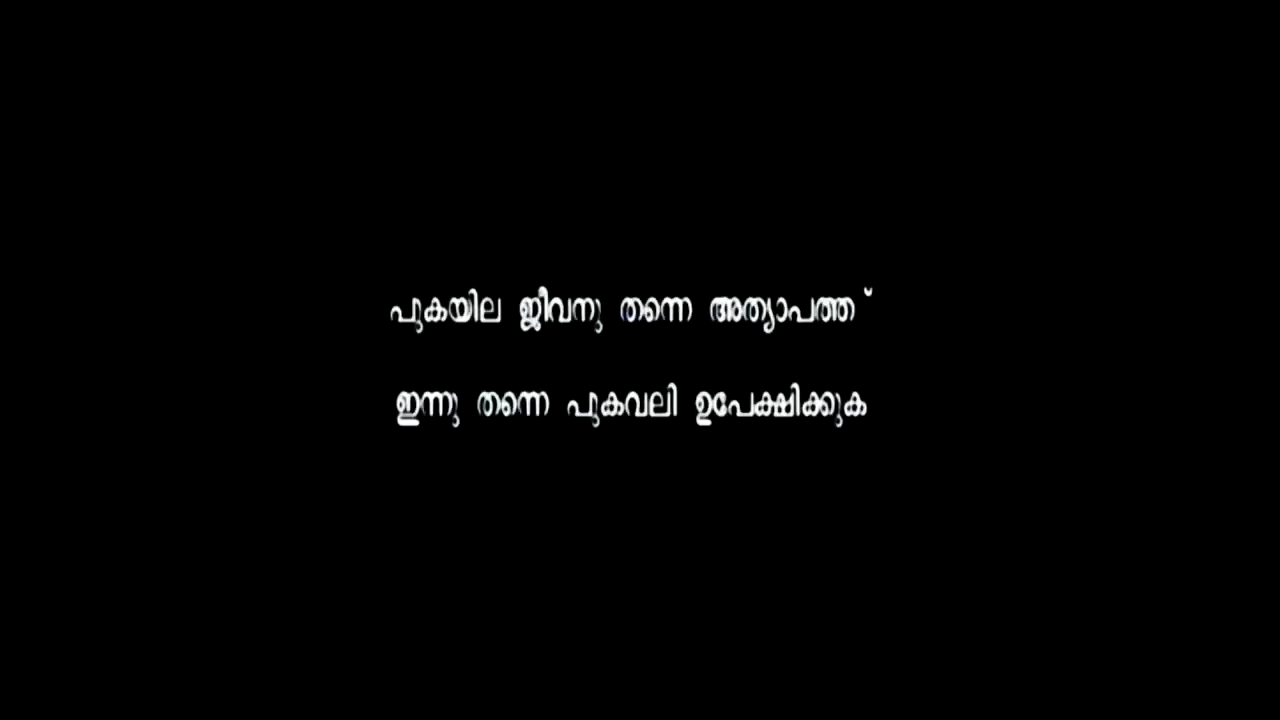 പുകയില ജീവനു തന്നെ അത്യാപത്ത്
ഇന്നു തന്നെ പുകവലി ഉപേക്ഷിക്കുക